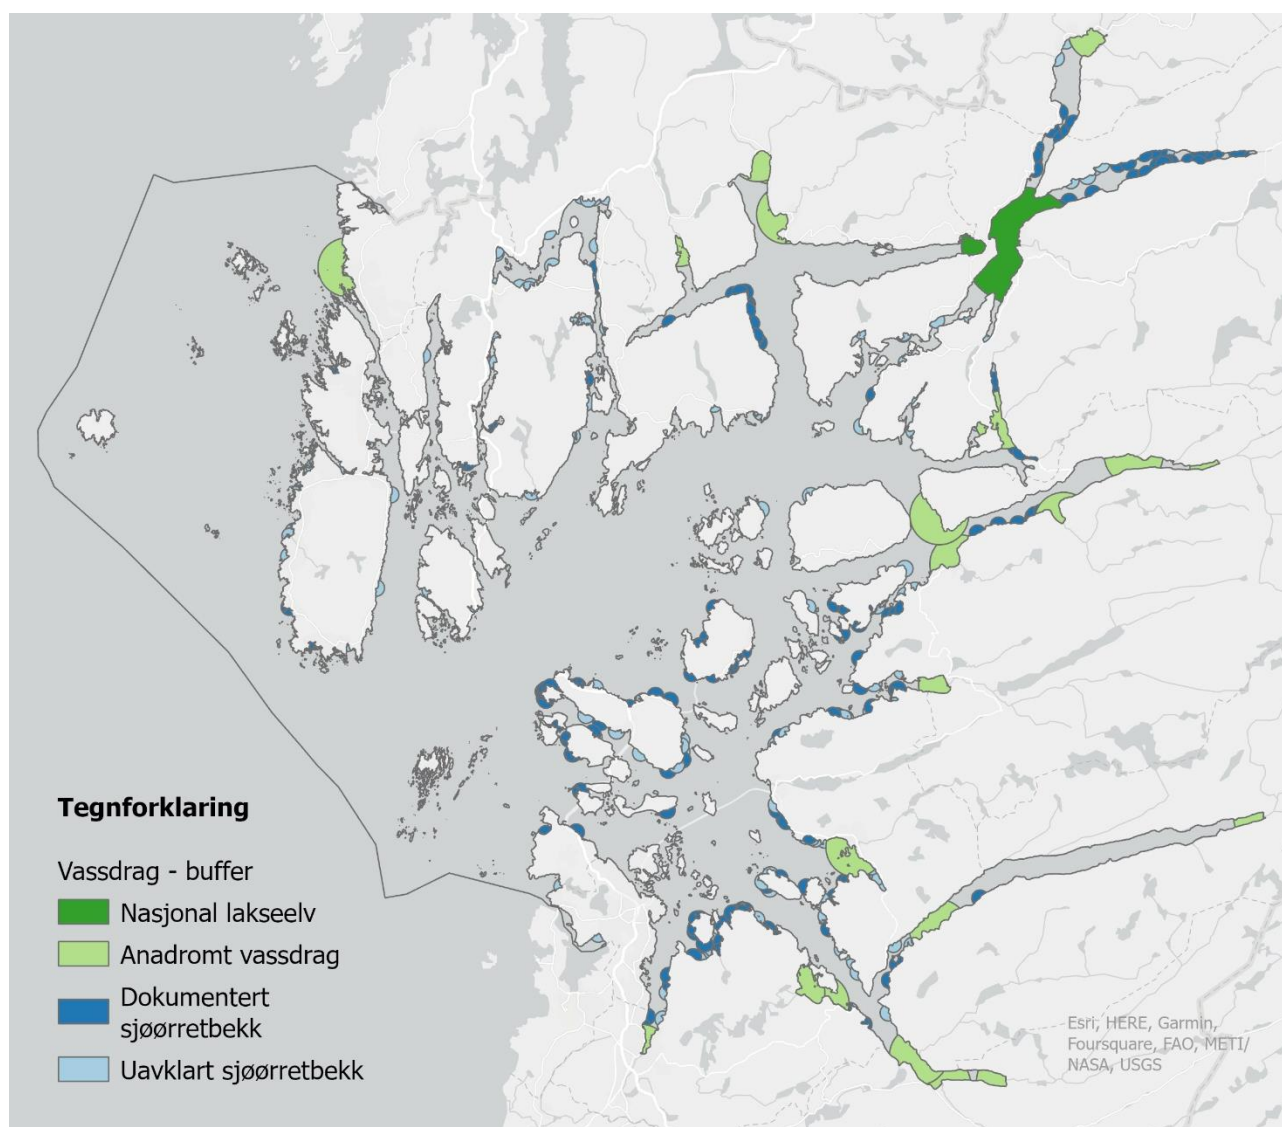 Tegnforklaring
Vassdrag - buffer
Nasjonal lakseelv
Anadromt vassdrag
Dokumentert
sjøørretbekk
Uavklart sjøørretbekk
Esri, HERE, Garmin,
Foursquare, FAO, METI/
NASA, USGS